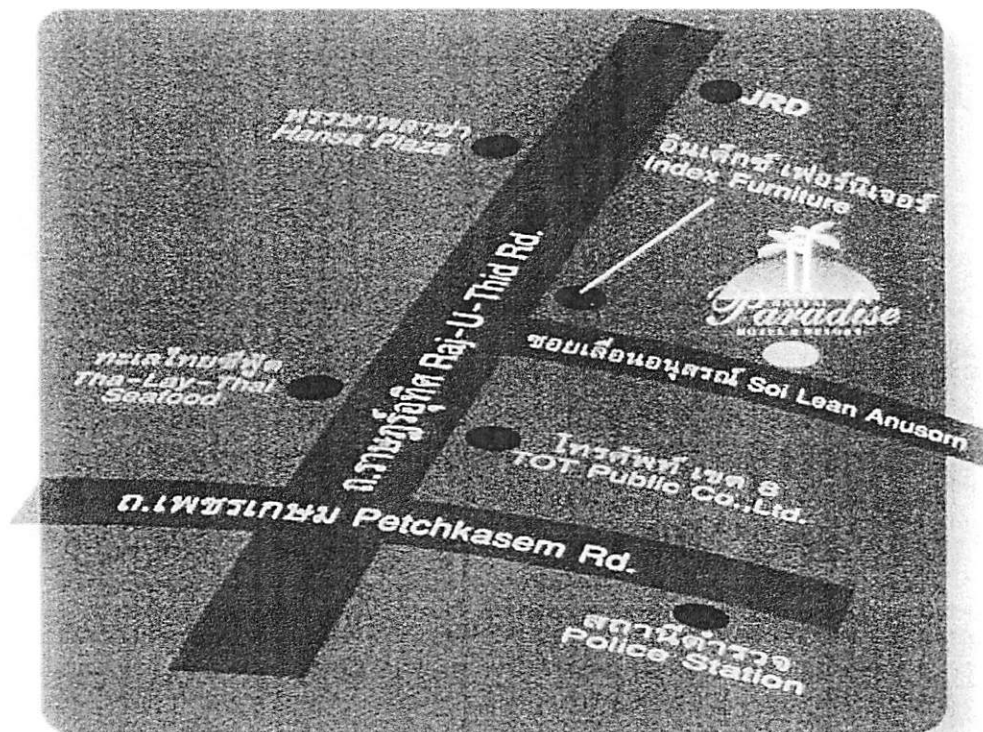 JRD
หรรษาพลาซ่า
Hansa Plaza
อินเด็กซ์ เฟอร์นิเจอร์
Index Furniture
Paradise
HOTEL & RESORT
ถ.ราษฎร์อุทิศ Raj-U-Thid Rd.
ซอยเลื่อนอนุสรณ์ Soi Lean Anusorn
ทะเลไทยซีฟู๊ด
Tha-Lay-Thai
Seafood
โทรศัพท์ เขต 8
TOT Public Co.,Ltd.
ถ.เพชรเกษม Petchkasem Rd.
สถานีตำรวจ
Police Station